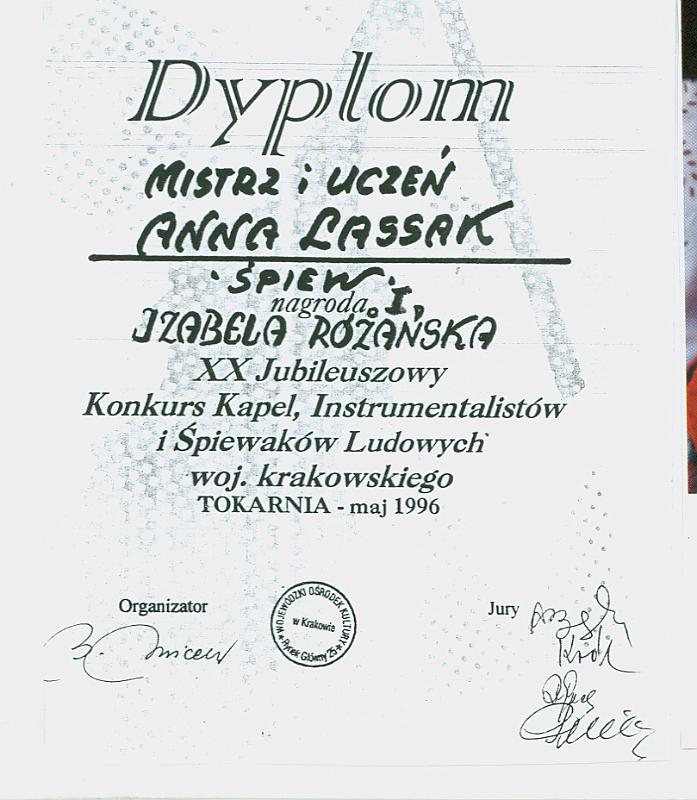 Dyplom
MISTRZ i UCZEŃ
ANNA LASSAK
· ŚPIEW ·
nagroda I,
IZABELA RÓŻAŃSKA
XX Jubileuszowy
Konkurs Kapel, Instrumentalistów
i Śpiewaków Ludowych
woj. krakowskiego
TOKARNIA - maj 1996
Organizator
WOJEWÓDZKI OŚRODEK KULTURY
w Krakowie
Rynek Główny 25
Jury
Król